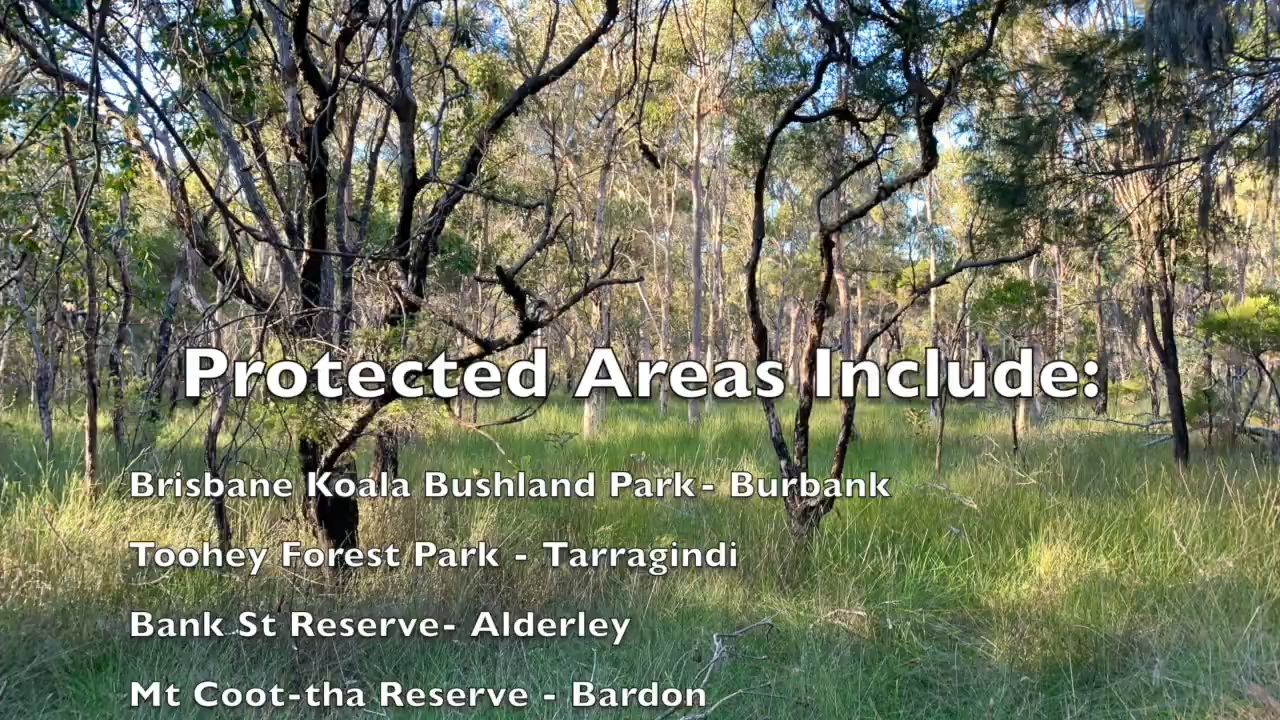 Protected Areas Include:
Brisbane Koala Bushland Park - Burbank
Toohey Forest Park - Tarragindi
Bank St Reserve- Alderley
Mt Coot-tha Reserve - Bardon